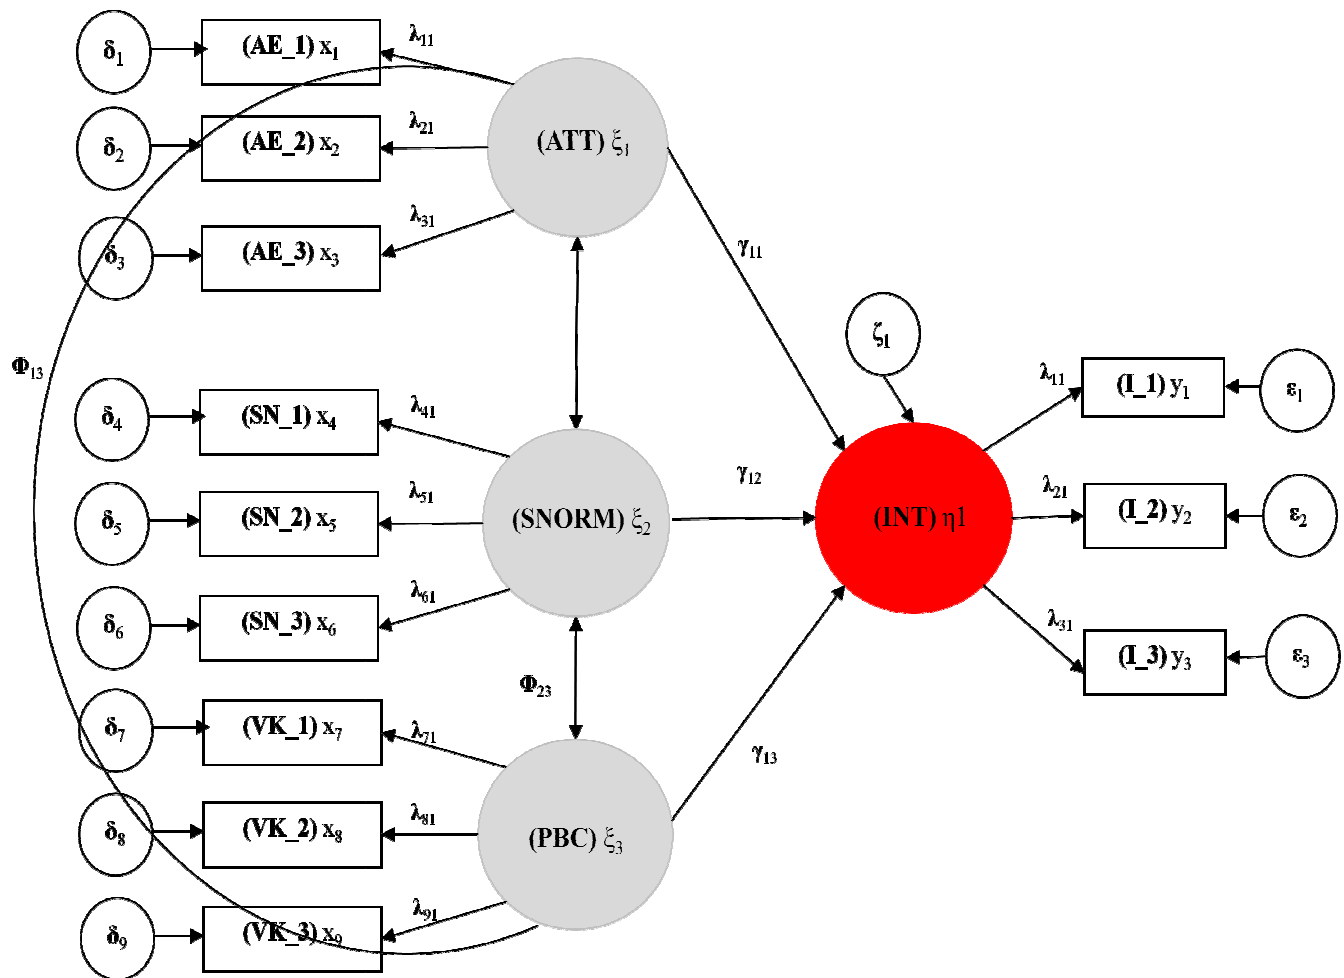 δ₁
(AE_1) x₁
λ₁₁
δ₂
(AE_2) x₂
λ₂₁
(ATT) ξ₁
δ₃
(AE_3) x₃
λ₃₁
γ₁₁
ζ₁
Φ₁₃
λ₁₁
(I_1) y₁
ε₁
δ₄
(SN_1) x₄
λ₄₁
γ₁₂
δ₅
(SN_2) x₅
λ₅₁
(SNORM) ξ₂
(INT) η1
λ₂₁
(I_2) y₂
ε₂
δ₆
(SN_3) x₆
λ₆₁
λ₃₁
(I_3) y₃
ε₃
Φ₂₃
δ₇
(VK_1) x₇
λ₇₁
γ₁₃
δ₈
(VK_2) x₈
λ₈₁
(PBC) ξ₃
δ₉
(VK_3) x₉
λ₉₁